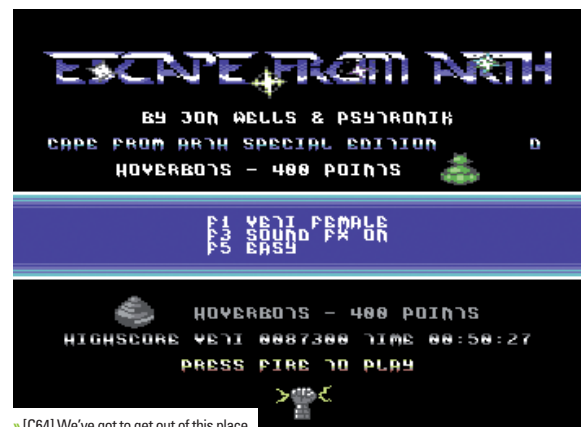 ESCAPE FROM ARTH
BY JON WELLS & PSYTRONIK
CAPE FROM ARTH SPECIAL EDITION D
HOVERBOTS - 400 POINTS
F1 YETI FEMALE
F3 SOUND FX ON
F5 EASY
HOVERBOTS - 400 POINTS
HIGHSCORE YETI 0087300 TIME 00:50:27
PRESS FIRE TO PLAY
» [C64] We've got to get out of this place.